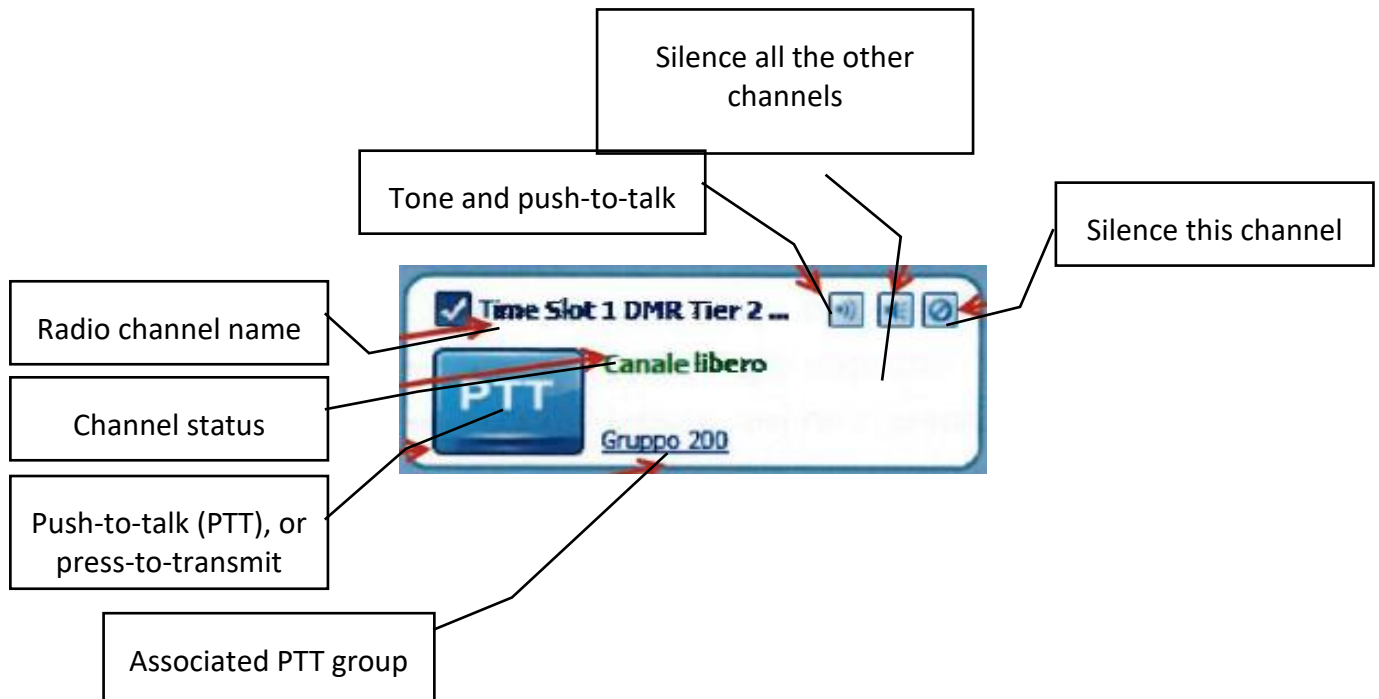 Silence all the other
channels
Tone and push-to-talk
Silence this channel
Radio channel name
Time Slot 1 DMR Tier 2 ...
Canale libero
Channel status
PTT
Gruppo 200
Push-to-talk (PTT), or
press-to-transmit
Associated PTT group